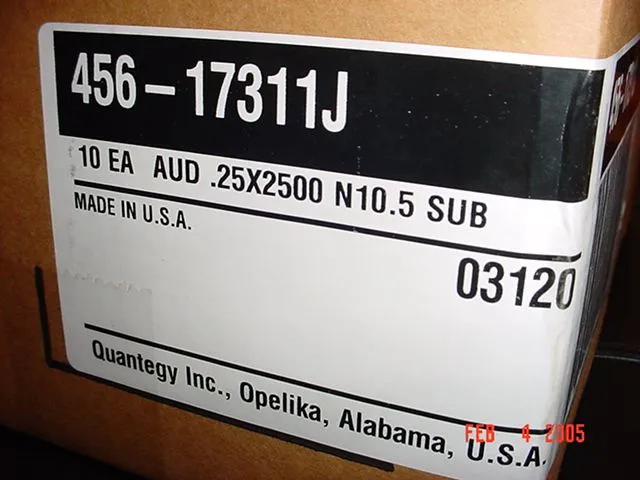 456-17311J
10 EA AUD .25X2500 N10.5 SUB
MADE IN U.S.A.
03120
Quantegy Inc., Opelika, Alabama, U.S.A.
FEB 4 2005